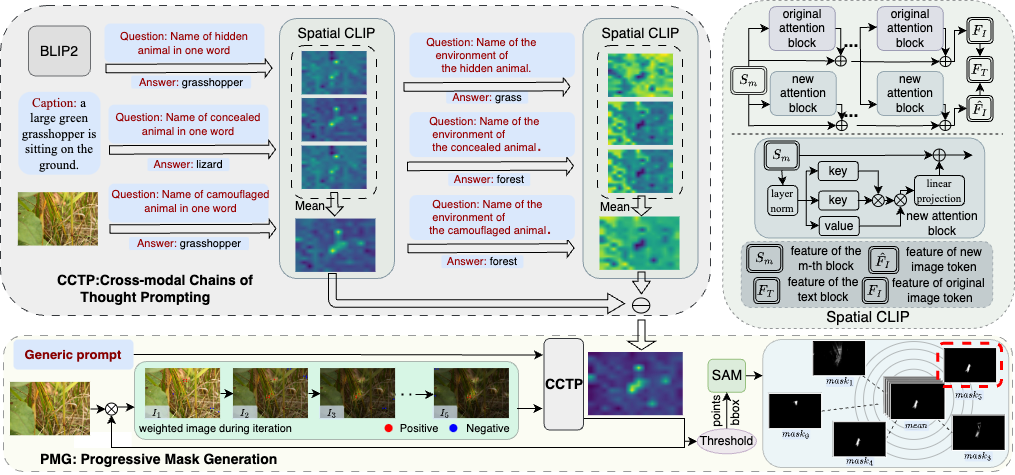 BLIP2
Question: Name of hidden
animal in one word
Answer: grasshopper
Caption: a
large green
grasshopper is
sitting on the
ground.
Question: Name of concealed
animal in one word
Answer: lizard
Question: Name of camouflaged
animal in one word
Answer: grasshopper
CCTP:Cross-modal Chains of
Thought Prompting
Spatial CLIP
Mean
Question: Name of the
environment of
the hidden animal.
Answer: grass
Question: Name of the
environment of
the concealed animal.
Answer: forest
Question: Name of the
environment of
the camouflaged animal.
Answer: forest
Spatial CLIP
Mean
original
attention
block
...
original
attention
block
F_I
S_m
F_T
new
attention
block
...
new
attention
block
F̂_I
S_m
layer
norm
key
key
value
linear
projection
new attention
block
S_m
feature of the
m-th block
F̂_I
feature of new
image token
F_T
feature of the
text block
F_I
feature of original
image token
Spatial CLIP
Generic prompt
I_1
I_2
I_3
...
weighted image during iteration
Positive
Negative
PMG: Progressive Mask Generation
CCTP
SAM
points
bbox
Threshold
mask_1
mask_5
mean
mask_4
mask_3